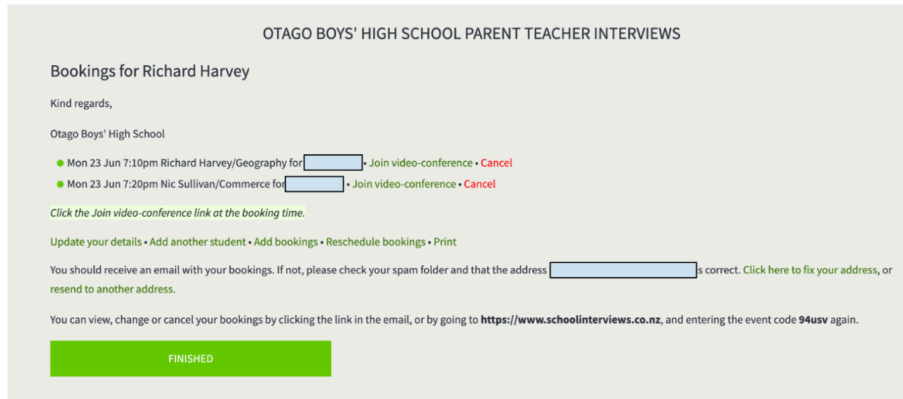 OTAGO BOYS' HIGH SCHOOL PARENT TEACHER INTERVIEWS
Bookings for Richard Harvey
Kind regards,
Otago Boys' High School
Mon 23 Jun 7:10pm Richard Harvey/Geography for • Join video-conference • Cancel
Mon 23 Jun 7:20pm Nic Sullivan/Commerce for • Join video-conference • Cancel
Click the Join video-conference link at the booking time.
Update your details • Add another student • Add bookings • Reschedule bookings • Print
You should receive an email with your bookings. If not, please check your spam folder and that the address s correct. Click here to fix your address, or
resend to another address.
You can view, change or cancel your bookings by clicking the link in the email, or by going to https://www.schoolinterviews.co.nz, and entering the event code 94usv again.
FINISHED